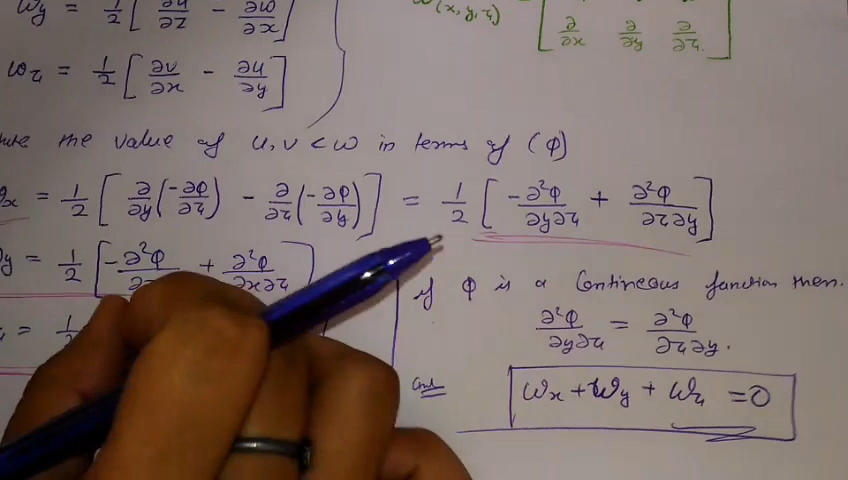 ω(x, y, z)
∂/∂x ∂/∂y ∂/∂z
ωy = 1/2 [ ∂u/∂z − ∂ω/∂x ]
ωz = 1/2 [ ∂v/∂x − ∂u/∂y ]
the value of u, v < ω in terms of (ϕ)
x = 1/2 [ ∂/∂y (−∂ϕ/∂z) − ∂/∂z (−∂ϕ/∂y) ] = 1/2 [ −∂²ϕ/∂y∂z + ∂²ϕ/∂z∂y ]
y = 1/2 [ −∂²ϕ + ∂²ϕ/∂x∂z ]
if ϕ is a Contineous function then.
∂²ϕ/∂y∂z = ∂²ϕ/∂z∂y.
and
ωx + ωy + ωz = 0